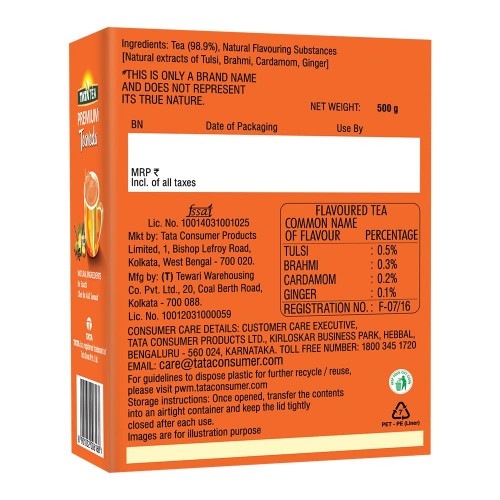 Ingredients: Tea (98.9%), Natural Flavouring Substances
[Natural extracts of Tulsi, Brahmi, Cardamom, Ginger]
*THIS IS ONLY A BRAND NAME
AND DOES NOT REPRESENT
ITS TRUE NATURE.
NET WEIGHT: 500 g
BN Date of Packaging Use By
MRP ₹
Incl. of all taxes
fssai
Lic. No. 10014031001025
Mkt by: Tata Consumer Products
Limited, 1, Bishop Lefroy Road,
Kolkata, West Bengal - 700 020.
Mfg by: (T) Tewari Warehousing
Co. Pvt. Ltd., 20, Coal Berth Road,
Kolkata - 700 088.
Lic. No. 10012031000059
FLAVOURED TEA
COMMON NAME
OF FLAVOUR : PERCENTAGE
TULSI : 0.5%
BRAHMI : 0.3%
CARDAMOM : 0.2%
GINGER : 0.1%
REGISTRATION NO.: F-07/16
CONSUMER CARE DETAILS: CUSTOMER CARE EXECUTIVE,
TATA CONSUMER PRODUCTS LTD., KIRLOSKAR BUSINESS PARK, HEBBAL,
BENGALURU - 560 024, KARNATAKA. TOLL FREE NUMBER: 1800 345 1720
EMAIL: care@tataconsumer.com
For guidelines to dispose plastic for further recycle / reuse,
please visit pwm.tataconsumer.com
Storage instructions: Once opened, transfer the contents
into an airtight container and keep the lid tightly
closed after each use.
Images are for illustration purpose
7
PET - PE (Liner)
TATA TEA
PREMIUM
Teaveda
NATURAL INGREDIENTS
TATA